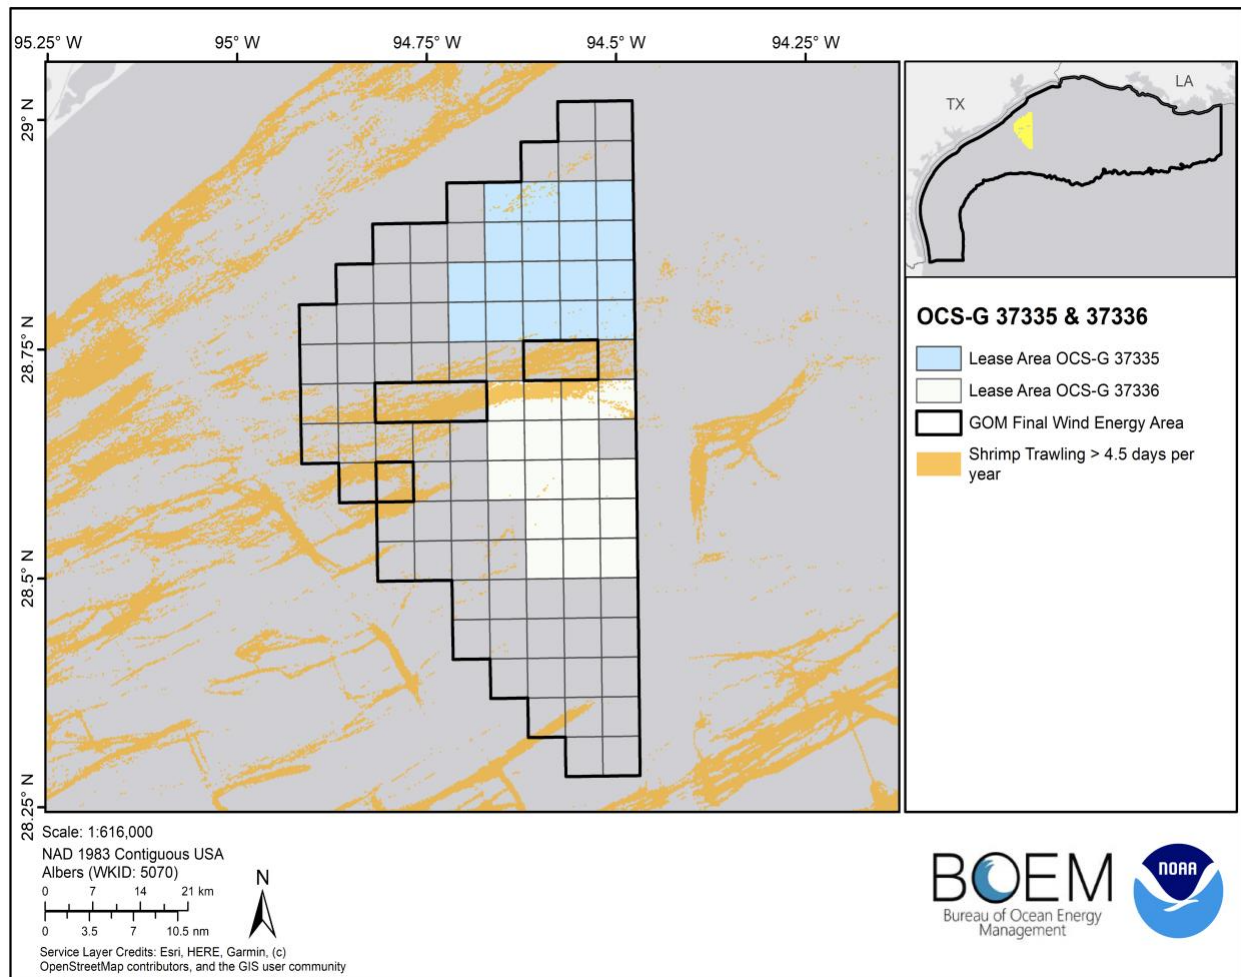 95.25° W
95° W
94.75° W
94.5° W
94.25° W
29° N
28.75° N
28.5° N
28.25° N
TX
LA
OCS-G 37335 & 37336
Lease Area OCS-G 37335
Lease Area OCS-G 37336
GOM Final Wind Energy Area
Shrimp Trawling > 4.5 days per
year
Scale: 1:616,000
NAD 1983 Contiguous USA
Albers (WKID: 5070)
0 7 14 21 km
0 3.5 7 10.5 nm
N
Service Layer Credits: Esri, HERE, Garmin, (c)
OpenStreetMap contributors, and the GIS user community
BOEM
Bureau of Ocean Energy
Management
NOAA